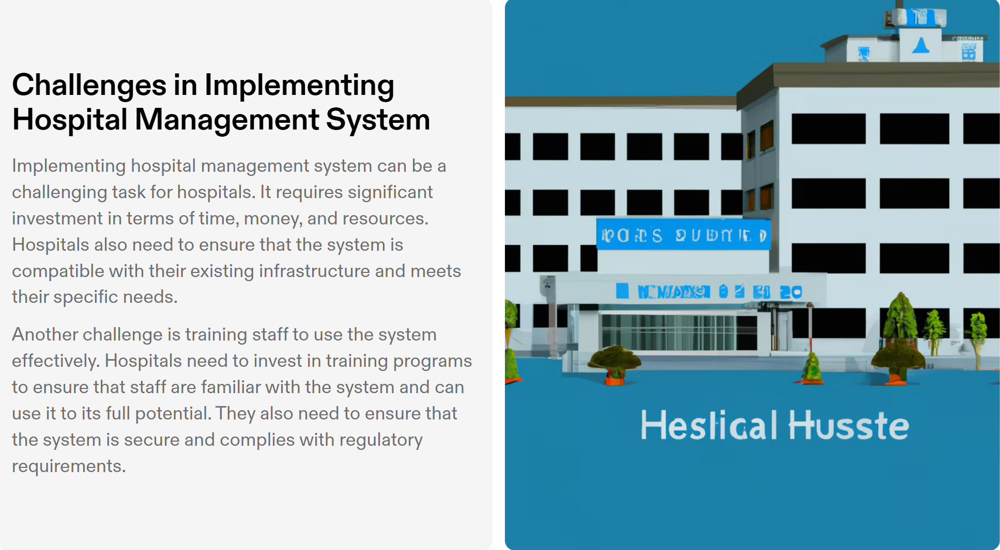 Challenges in Implementing
Hospital Management System
Implementing hospital management system can be a
challenging task for hospitals. It requires significant
investment in terms of time, money, and resources.
Hospitals also need to ensure that the system is
compatible with their existing infrastructure and meets
their specific needs.
Another challenge is training staff to use the system
effectively. Hospitals need to invest in training programs
to ensure that staff are familiar with the system and can
use it to its full potential. They also need to ensure that
the system is secure and complies with regulatory
requirements.
Heslical Husste